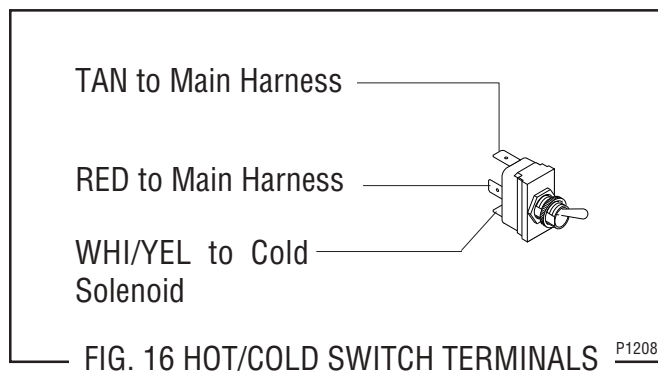 TAN to Main Harness
RED to Main Harness
WHI/YEL to Cold
Solenoid
FIG. 16 HOT/COLD SWITCH TERMINALS P1208